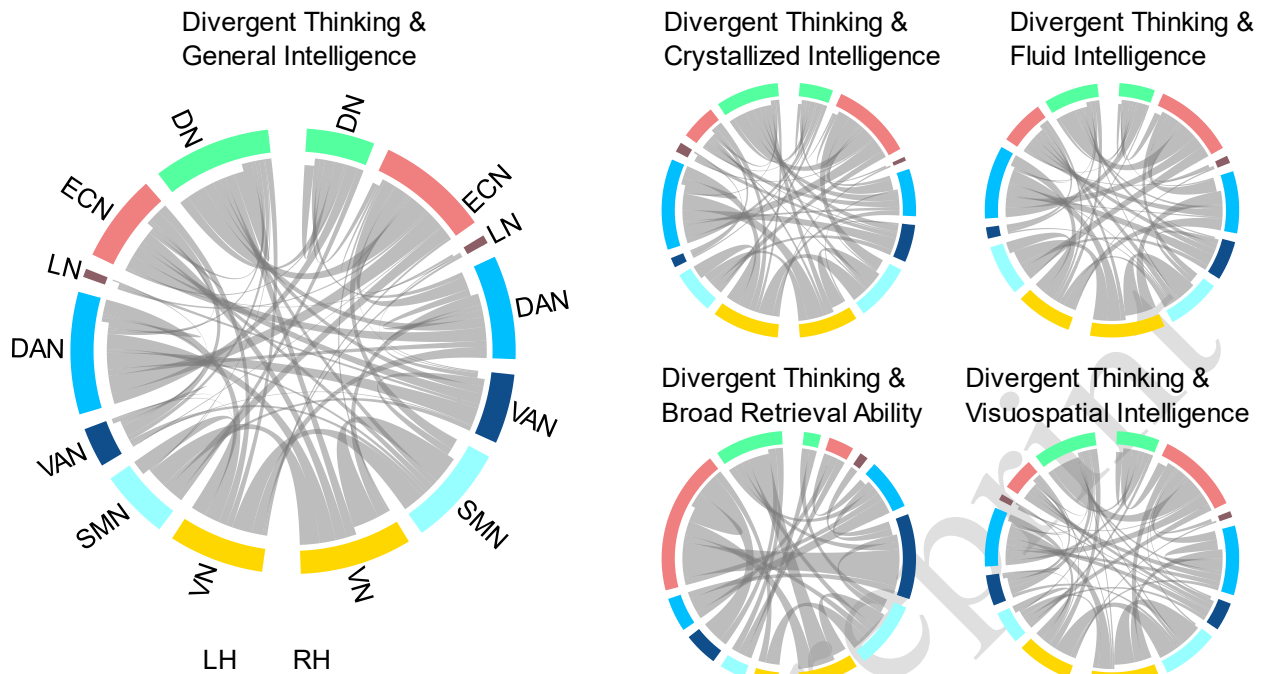 Divergent Thinking &
General Intelligence
DN
DN
ECN
ECN
LN
LN
DAN
DAN
VAN
VAN
SMN
SMN
VN
VN
LH RH
Divergent Thinking &
Crystallized Intelligence
Divergent Thinking &
Fluid Intelligence
Divergent Thinking &
Broad Retrieval Ability
Divergent Thinking &
Visuospatial Intelligence
eprint